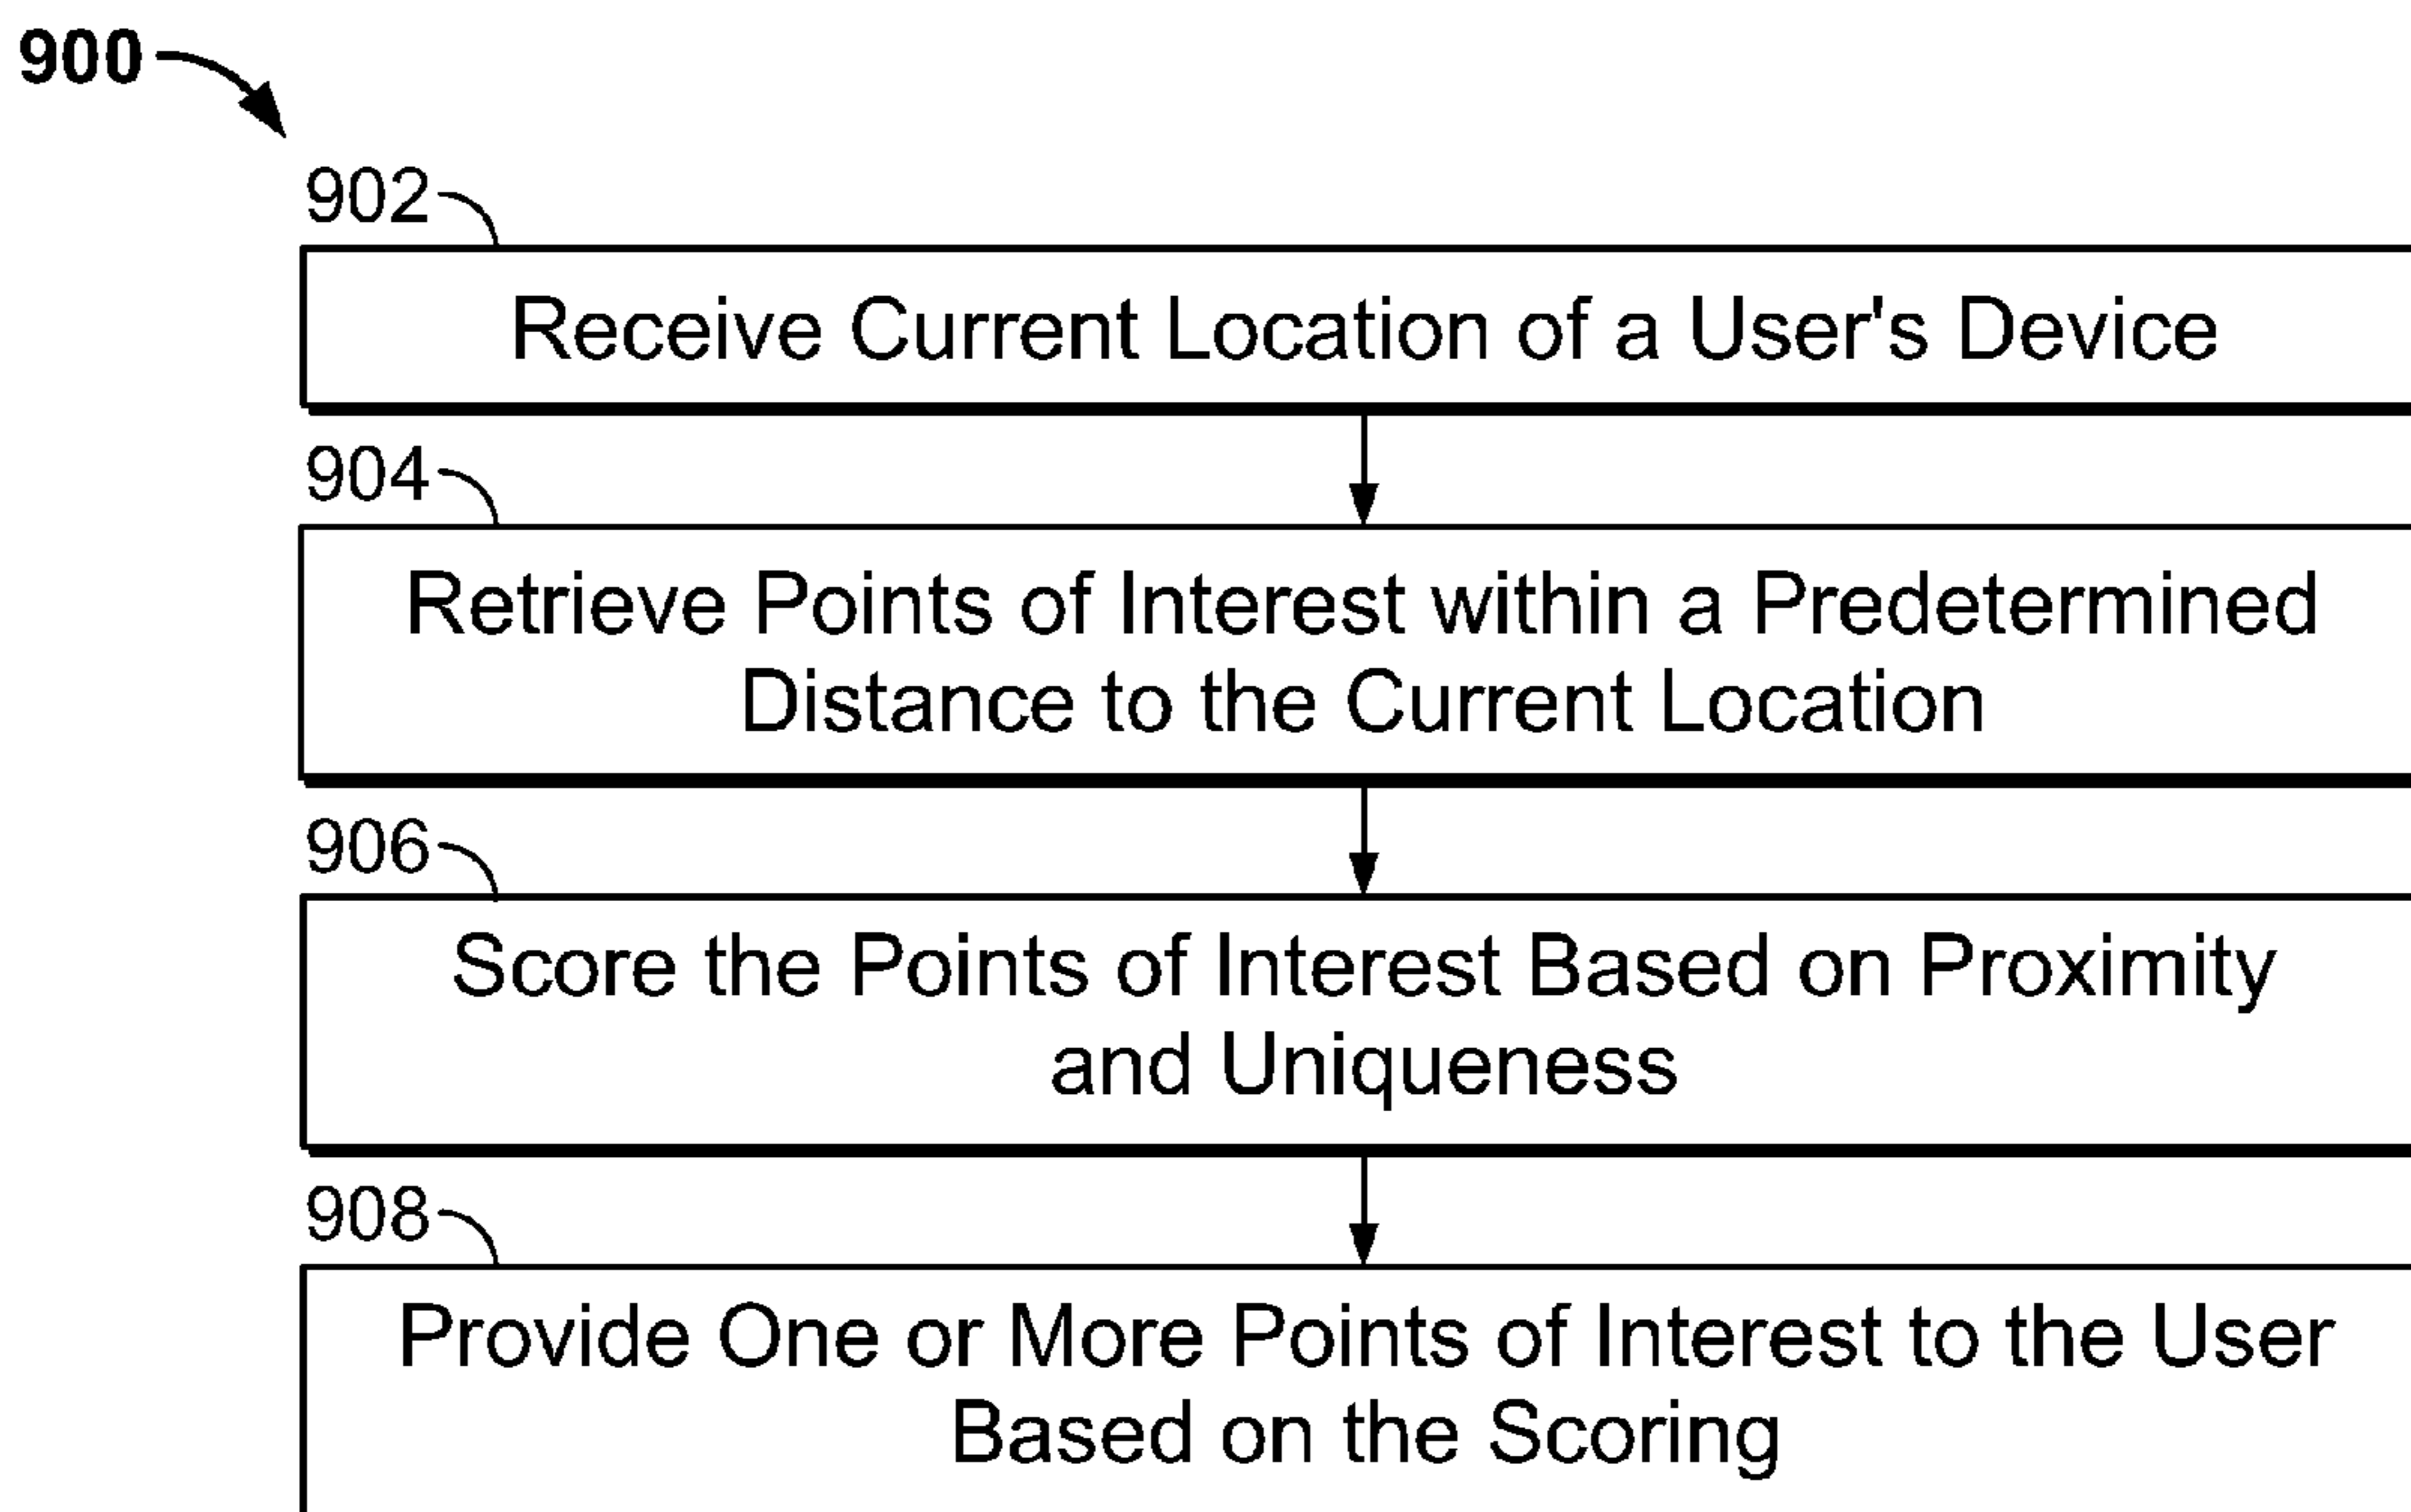 900
902
Receive Current Location of a User's Device
904
Retrieve Points of Interest within a Predetermined
Distance to the Current Location
906
Score the Points of Interest Based on Proximity
and Uniqueness
908
Provide One or More Points of Interest to the User
Based on the Scoring